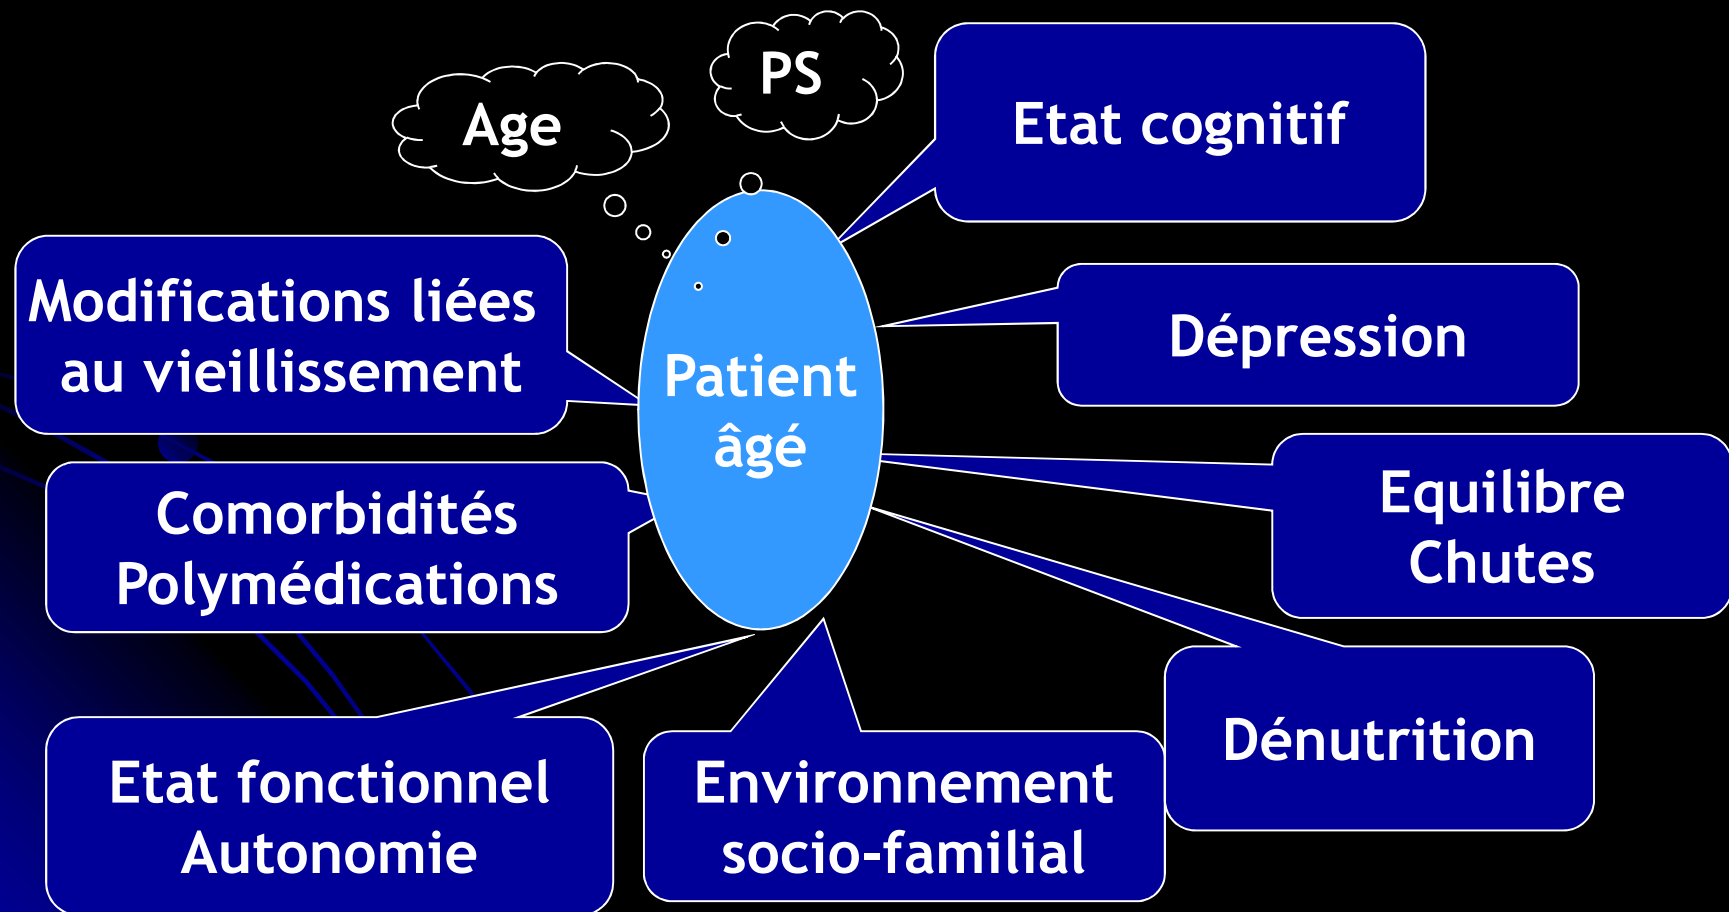 PS
Age
Etat cognitif
Modifications liées
au vieillissement
Dépression
Patient
âgé
Comorbidités
Polymédications
Equilibre
Chutes
Dénutrition
Etat fonctionnel
Autonomie
Environnement
socio-familial